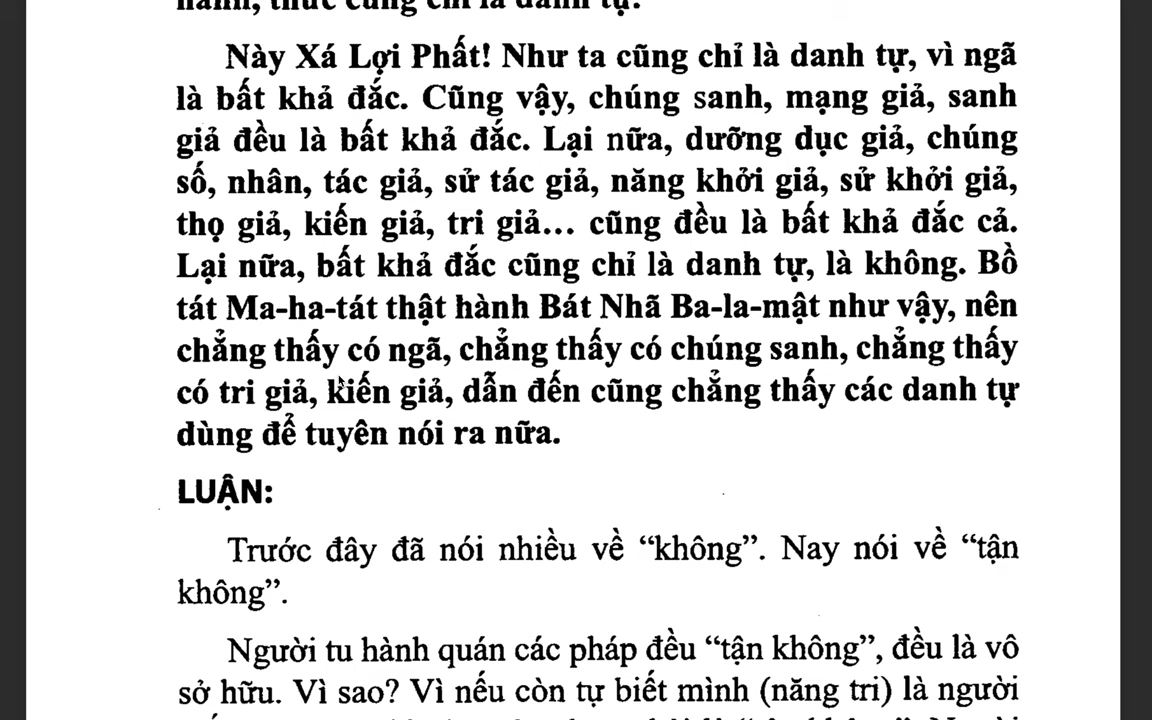 hành, thức cũng chỉ là danh tự.
Này Xá Lợi Phất! Như ta cũng chỉ là danh tự, vì ngã
là bất khả đắc. Cũng vậy, chúng sanh, mạng giả, sanh
giả đều là bất khả đắc. Lại nữa, dưỡng dục giả, chúng
số, nhân, tác giả, sử tác giả, năng khởi giả, sử khởi giả,
thọ giả, kiến giả, tri giả... cũng đều là bất khả đắc cả.
Lại nữa, bất khả đắc cũng chỉ là danh tự, là không. Bồ
tát Ma-ha-tát thật hành Bát Nhã Ba-la-mật như vậy, nên
chẳng thấy có ngã, chẳng thấy có chúng sanh, chẳng thấy
có tri giả, kiến giả, dẫn đến cũng chẳng thấy các danh tự
dùng để tuyên nói ra nữa.
LUẬN:
Trước đây đã nói nhiều về “không”. Nay nói về “tận
không”.
Người tu hành quán các pháp đều “tận không”, đều là vô
sở hữu. Vì sao? Vì nếu còn tự biết mình (năng tri) là người